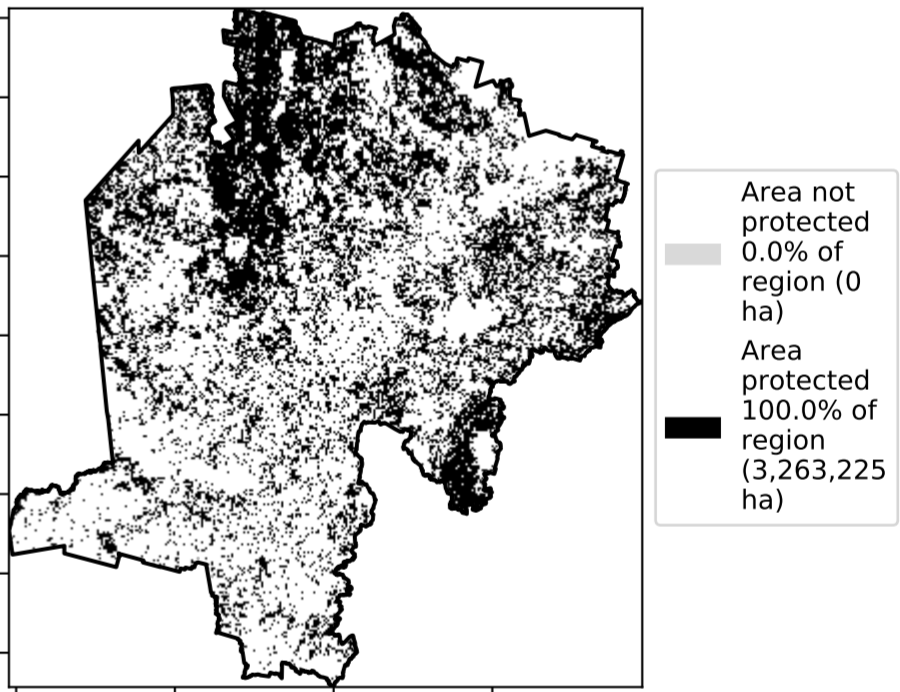 Area not
protected
0.0% of
region (0
ha)
Area
protected
100.0% of
region
(3,263,225
ha)